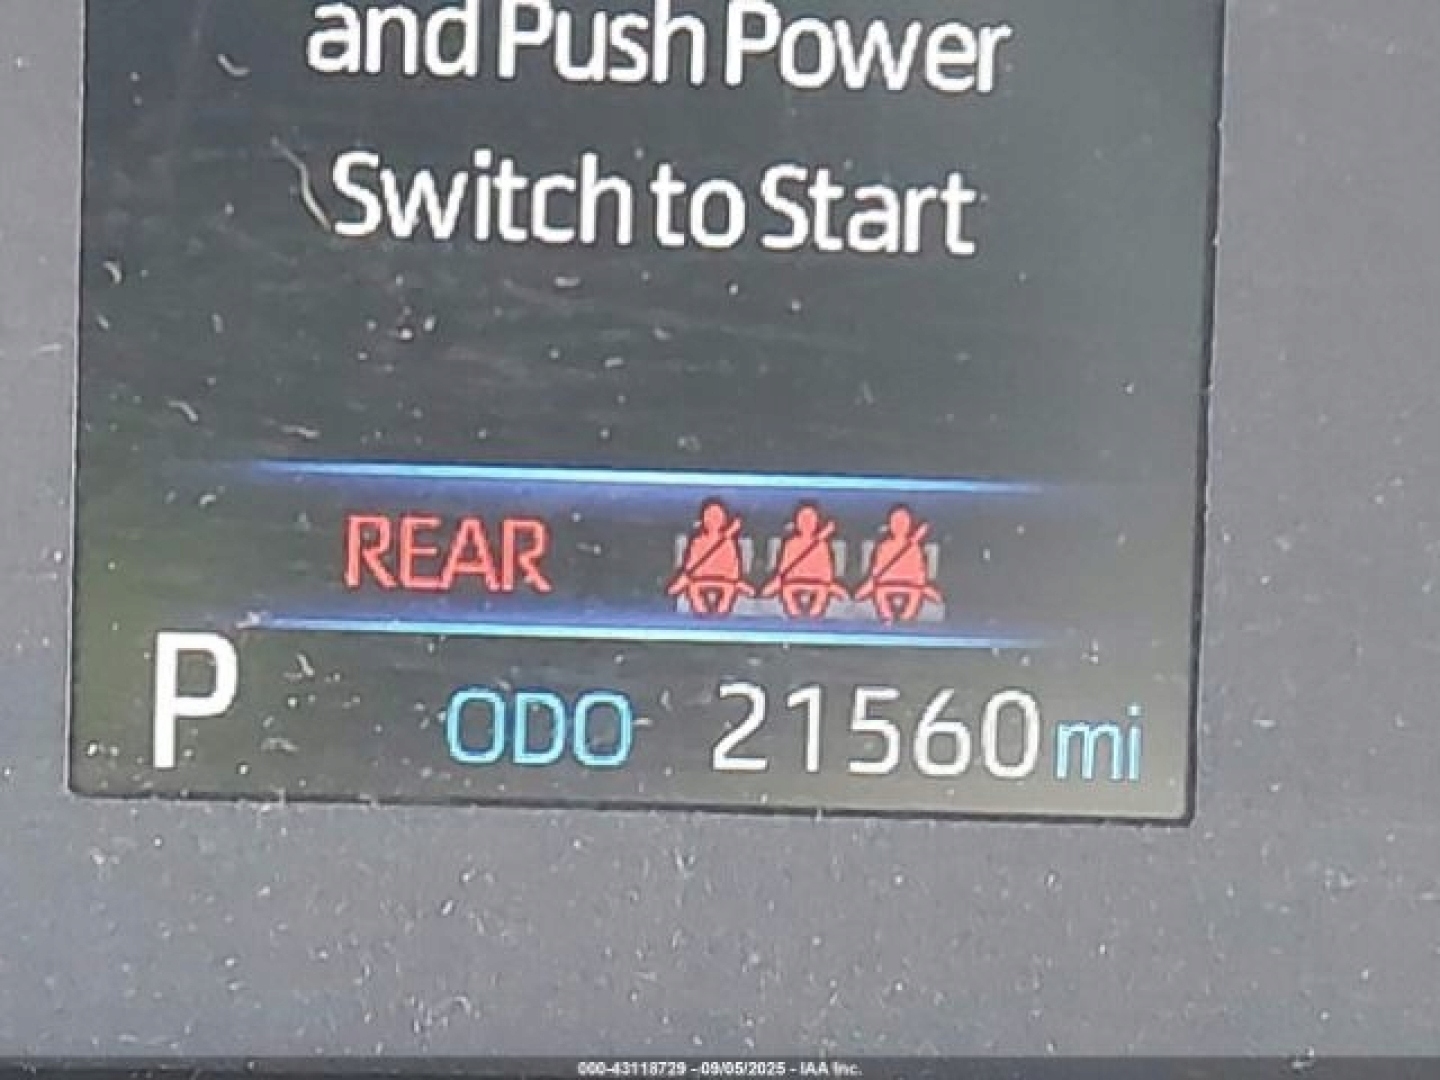 and Push Power
Switch to Start
REAR
P ODO 21560 mi
000-43118729 - 09/05/2025 - IAA Inc.